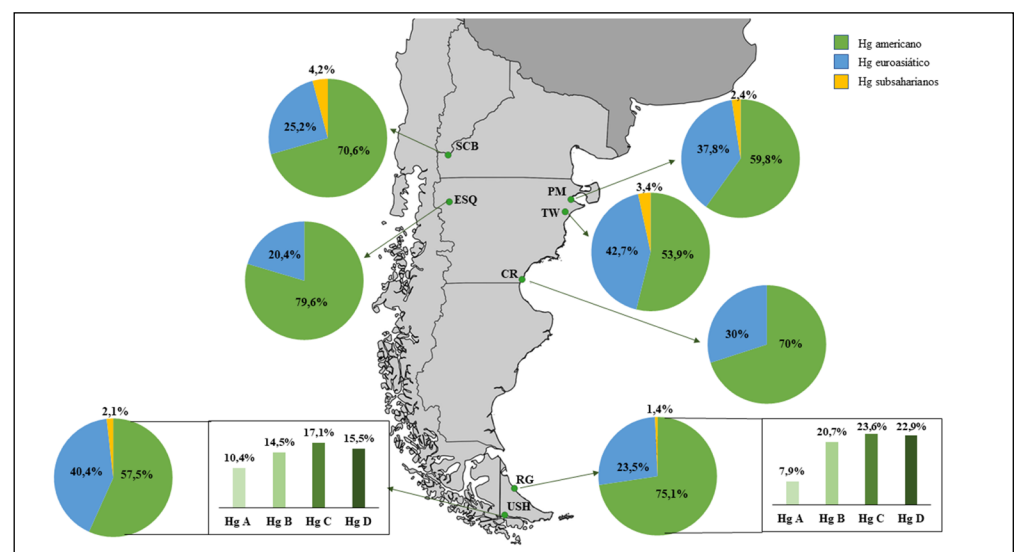 Hg americano
Hg euroasiático
Hg subsaharianos
4,2%
25,2%
70,6%
SCB
2,4%
37,8%
59,8%
PM
ESQ
TW
3,4%
42,7%
53,9%
20,4%
79,6%
CR
30%
70%
2,1%
40,4%
57,5%
10,4%
14,5%
17,1%
15,5%
Hg A Hg B Hg C Hg D
RG
USH
1,4%
23,5%
75,1%
7,9%
20,7%
23,6%
22,9%
Hg A Hg B Hg C Hg D